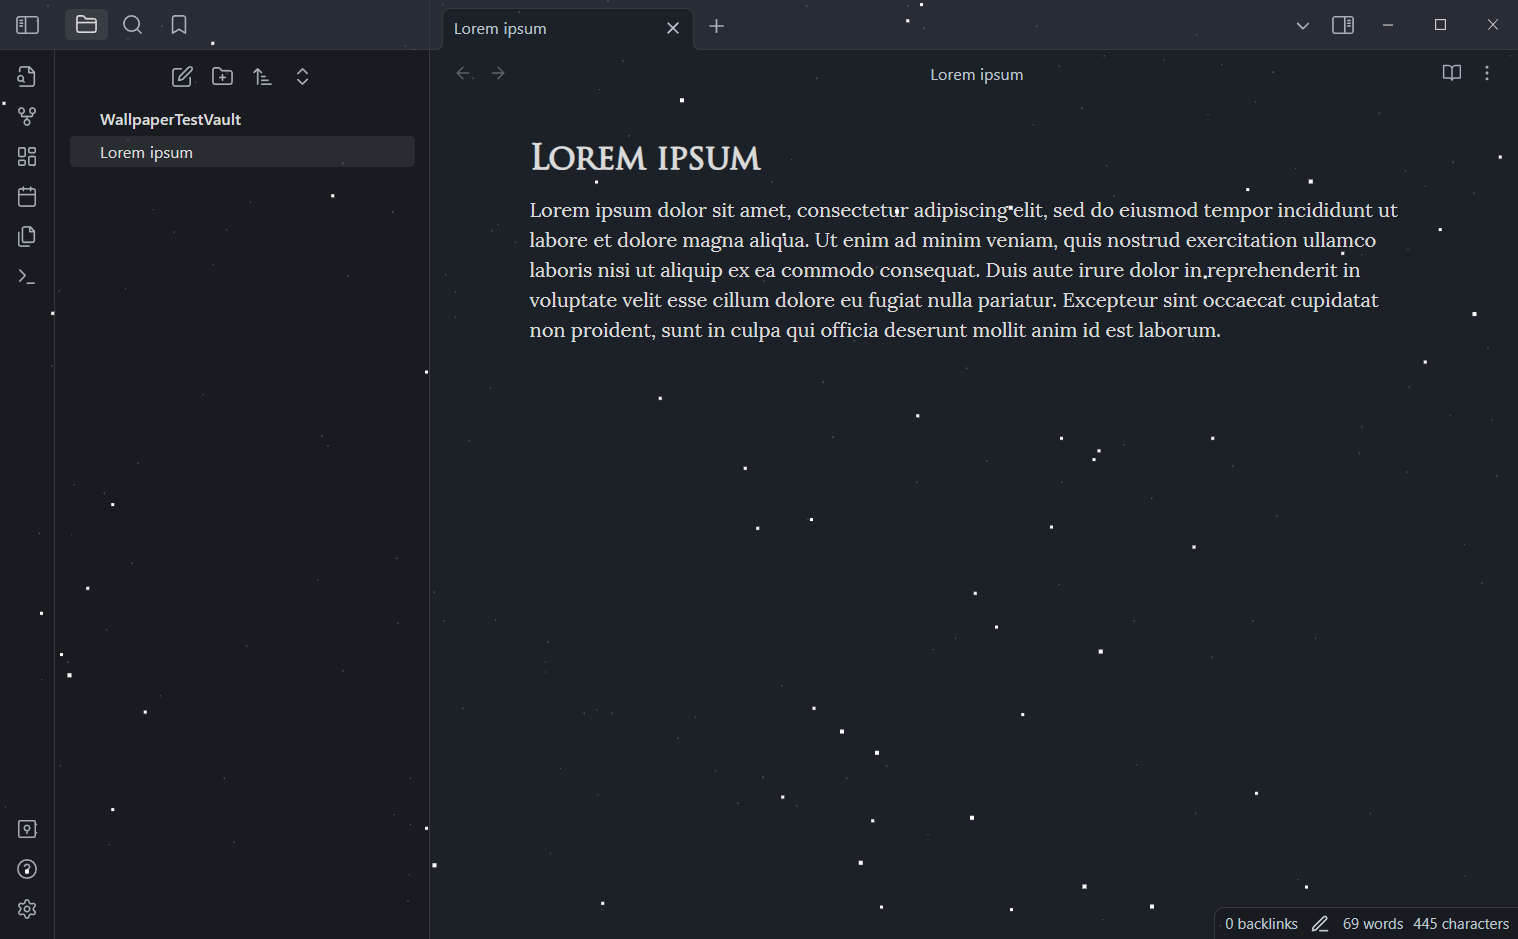 Lorem ipsum
WallpaperTestVault
Lorem ipsum
Lorem ipsum
Lorem ipsum
Lorem ipsum dolor sit amet, consectetur adipiscing elit, sed do eiusmod tempor incididunt ut
labore et dolore magna aliqua. Ut enim ad minim veniam, quis nostrud exercitation ullamco
laboris nisi ut aliquip ex ea commodo consequat. Duis aute irure dolor in reprehenderit in
voluptate velit esse cillum dolore eu fugiat nulla pariatur. Excepteur sint occaecat cupidatat
non proident, sunt in culpa qui officia deserunt mollit anim id est laborum.
0 backlinks 69 words 445 characters